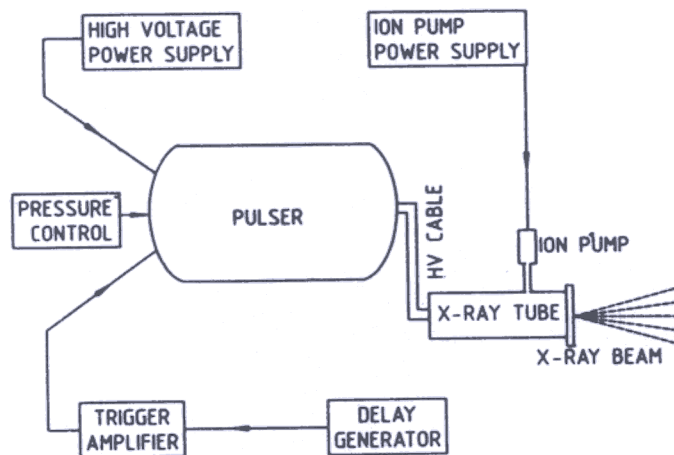 HIGH VOLTAGE
POWER SUPPLY
ION PUMP
POWER SUPPLY
PRESSURE
CONTROL
PULSER
HV CABLE
ION PUMP
X-RAY TUBE
X-RAY BEAM
TRIGGER
AMPLIFIER
DELAY
GENERATOR